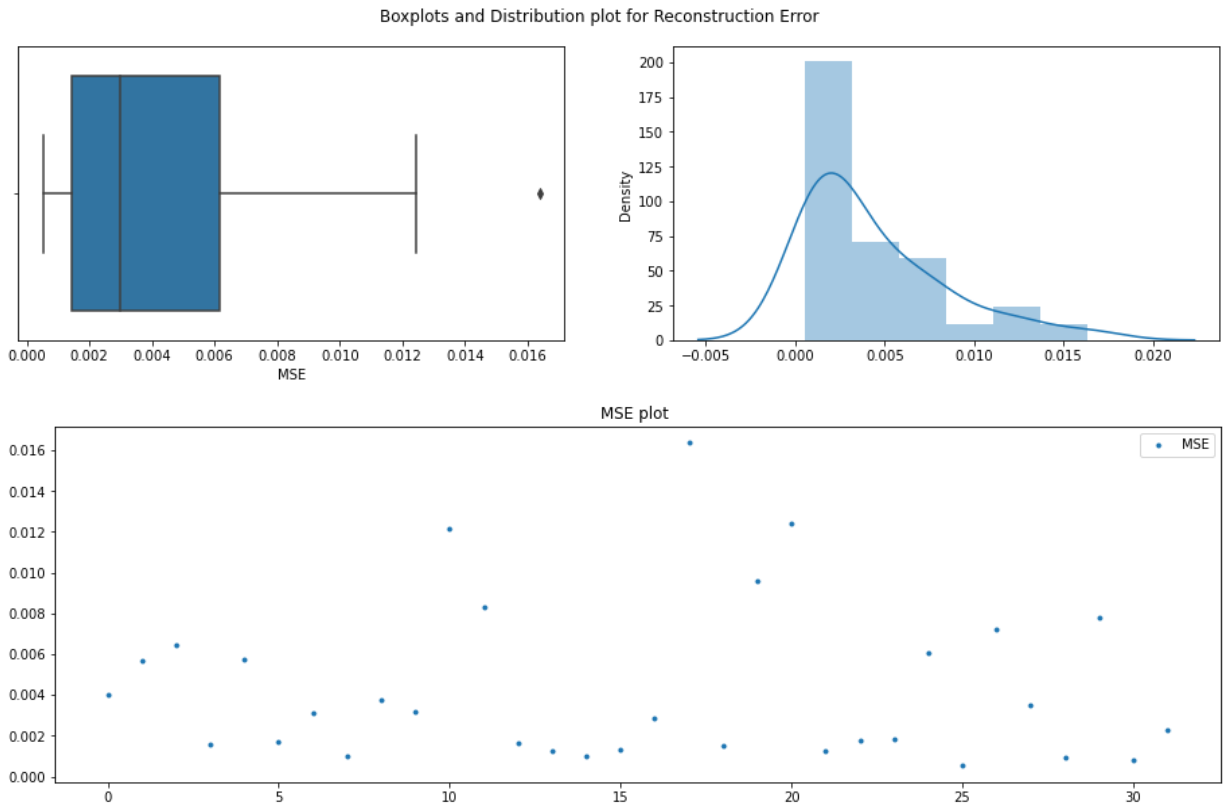 Boxplots and Distribution plot for Reconstruction Error
0.000 0.002 0.004 0.006 0.008 0.010 0.012 0.014 0.016
MSE
200
175
150
125
100
75
50
25
0
Density
−0.005 0.000 0.005 0.010 0.015 0.020
MSE plot
MSE
0.016
0.014
0.012
0.010
0.008
0.006
0.004
0.002
0.000
0 5 10 15 20 25 30